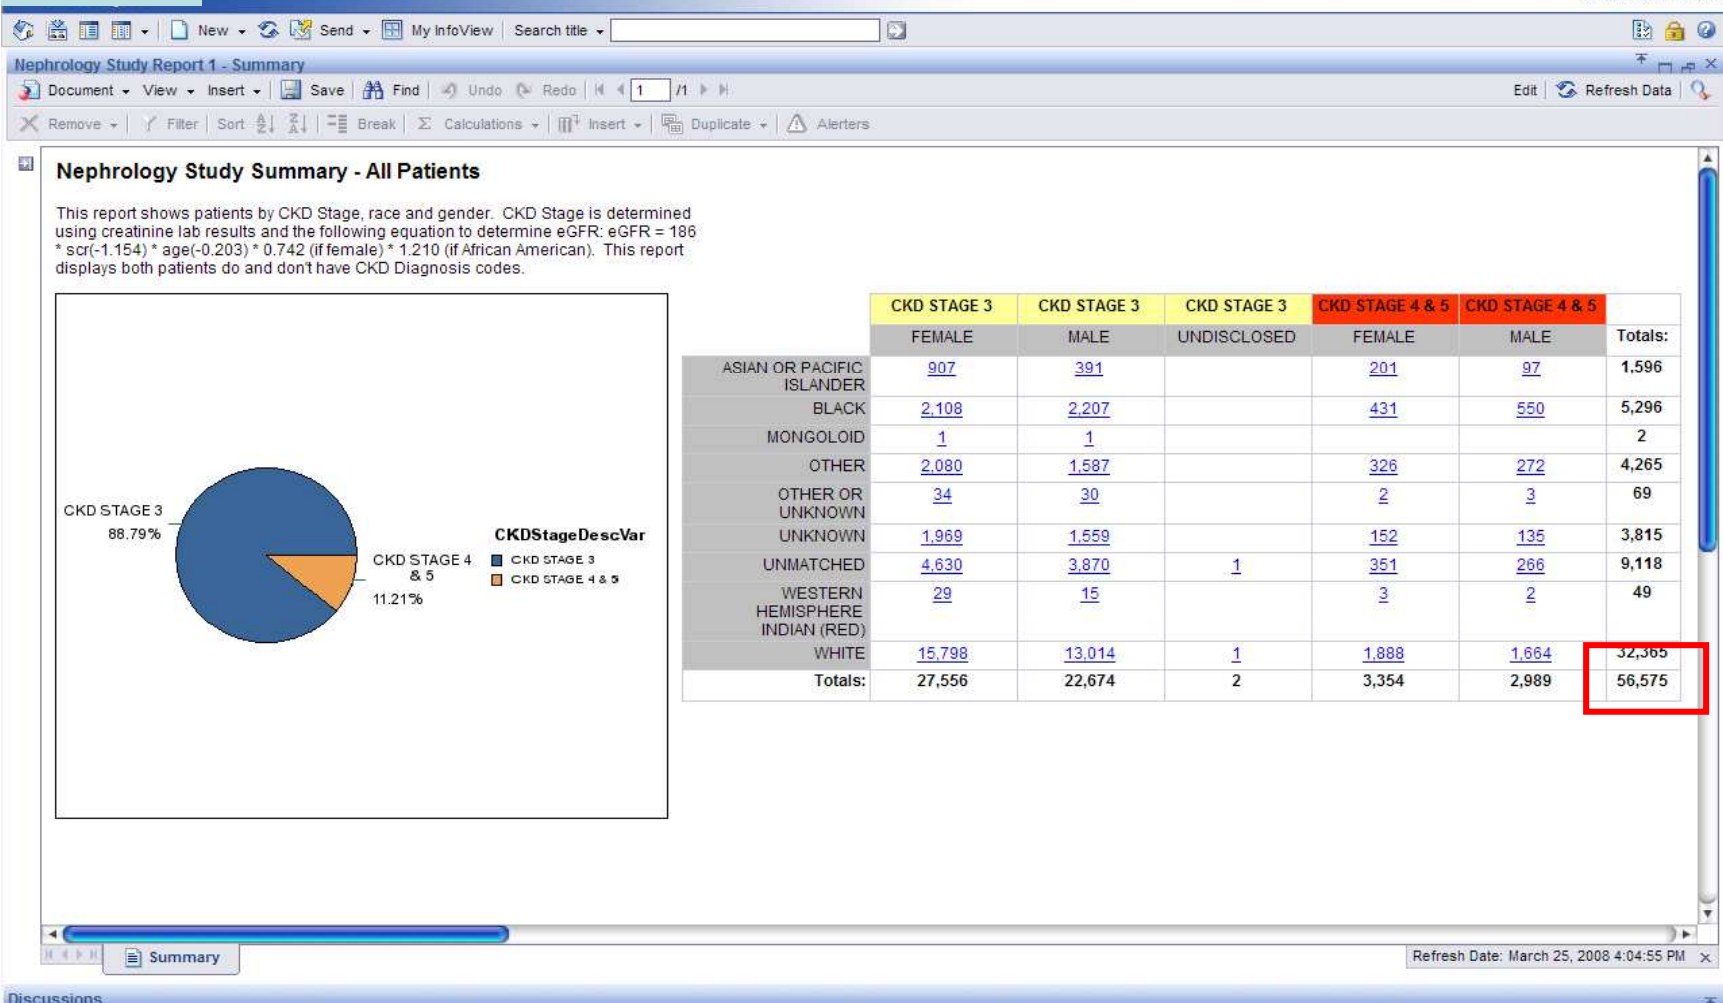 New Send My InfoView Search title
Nephrology Study Report 1 - Summary
Document View Insert Save Find Undo Redo 1 /1 Edit Refresh Data
Remove Filter Sort Break Σ Calculations Insert Duplicate Alerters
Nephrology Study Summary - All Patients
This report shows patients by CKD Stage, race and gender. CKD Stage is determined
using creatinine lab results and the following equation to determine eGFR: eGFR = 186
* scr(-1.154) * age(-0.203) * 0.742 (if female) * 1.210 (if African American). This report
displays both patients do and don't have CKD Diagnosis codes.
CKD STAGE 3
88.79%
CKD STAGE 4
& 5
11.21%
CKDStageDescVar
CKD STAGE 3
CKD STAGE 4 & 5
CKD STAGE 3 CKD STAGE 3 CKD STAGE 3 CKD STAGE 4 & 5 CKD STAGE 4 & 5
FEMALE MALE UNDISCLOSED FEMALE MALE Totals:
ASIAN OR PACIFIC 907 391 201 97 1,596
ISLANDER
BLACK 2,108 2,207 431 550 5,296
MONGOLOID 1 1 2
OTHER 2,080 1,587 326 272 4,265
OTHER OR 34 30 2 3 69
UNKNOWN
UNKNOWN 1,969 1,559 152 135 3,815
UNMATCHED 4,630 3,870 1 351 266 9,118
WESTERN 29 15 3 2 49
HEMISPHERE
INDIAN (RED)
WHITE 15,798 13,014 1 1,888 1,664 32,365
Totals: 27,556 22,674 2 3,354 2,989 56,575
Summary
Refresh Date: March 25, 2008 4:04:55 PM
Discussions